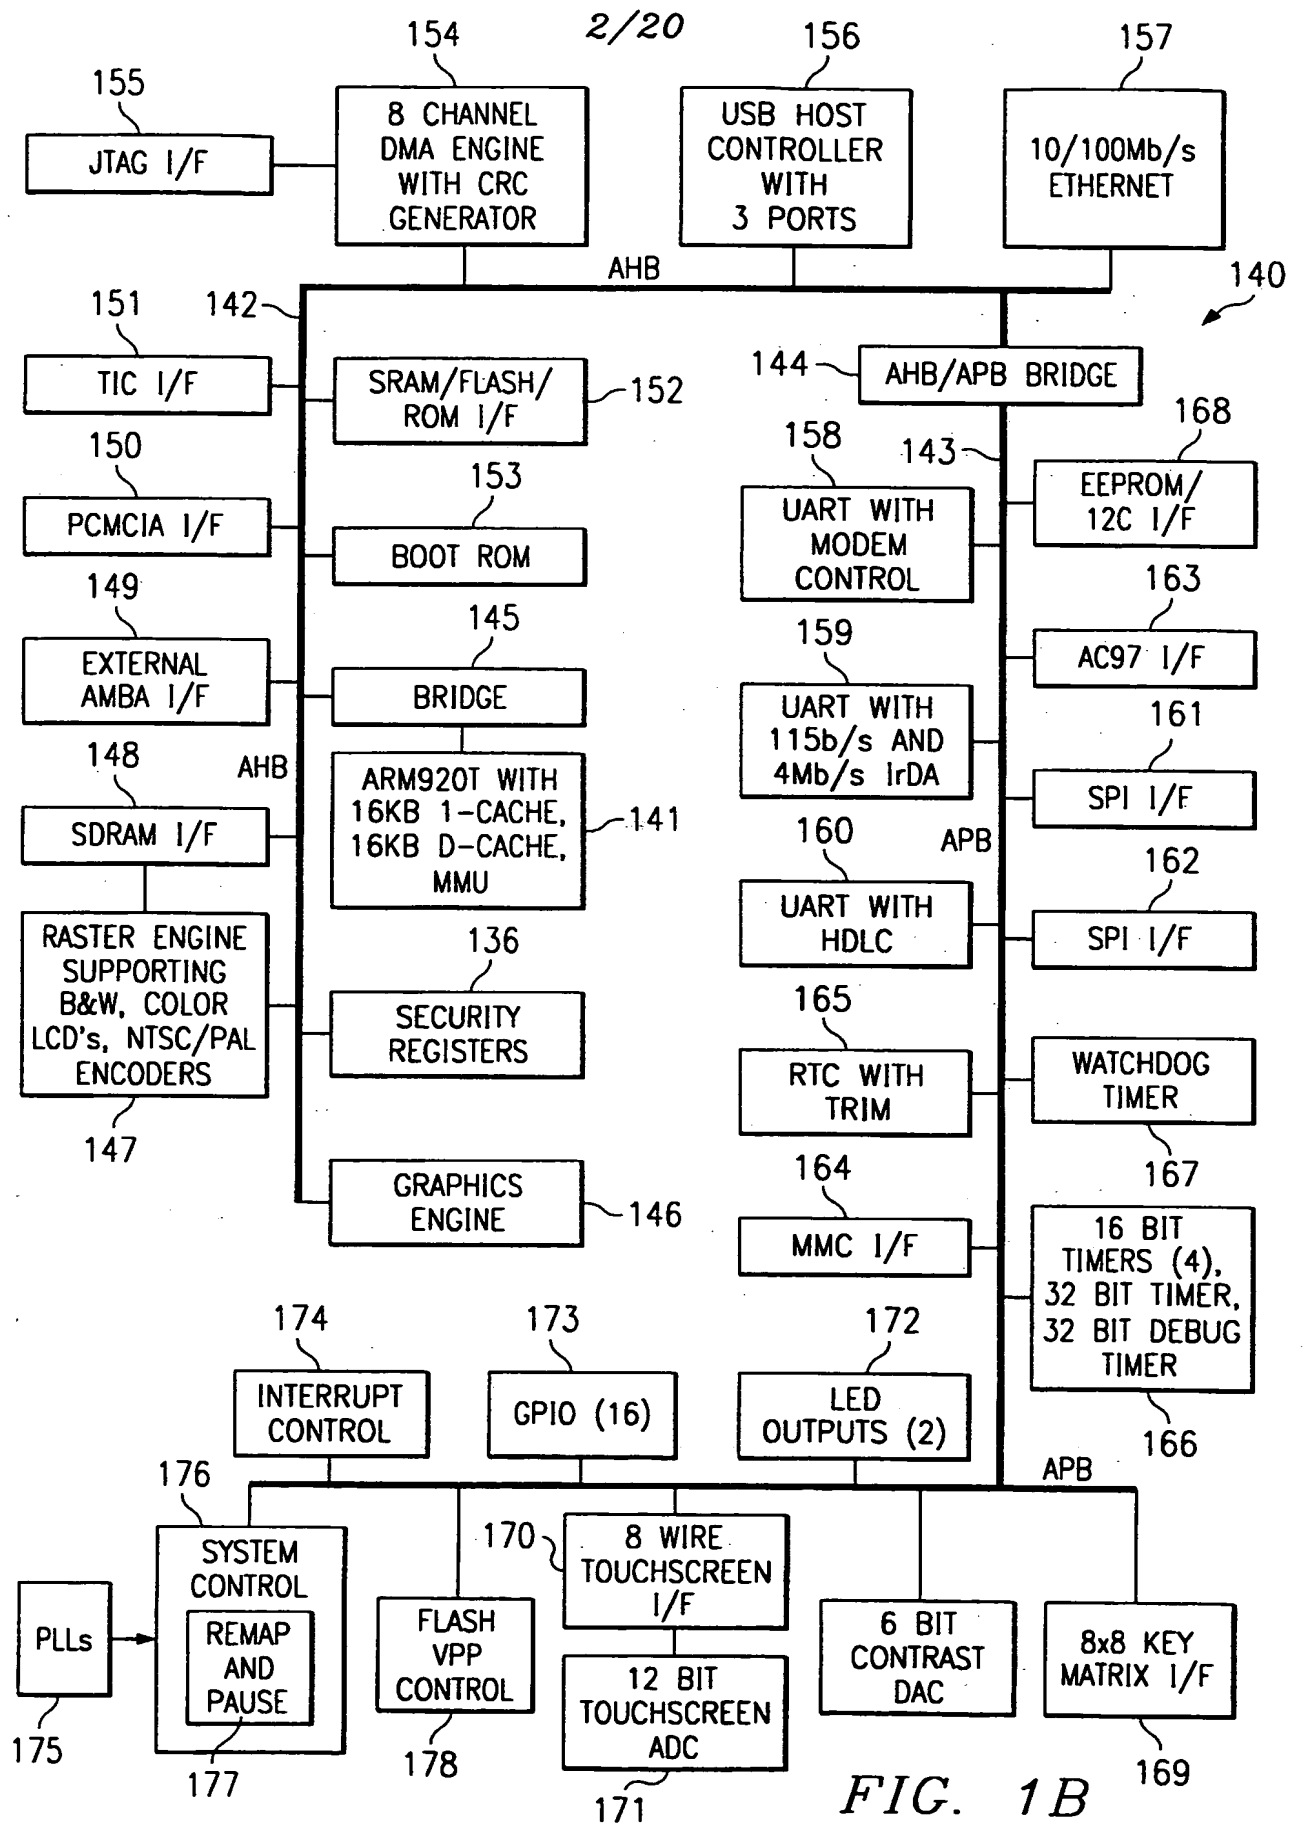 2/20
154
156
157
155
8 CHANNEL
DMA ENGINE
WITH CRC
GENERATOR
USB HOST
CONTROLLER
WITH
3 PORTS
10/100Mb/s
ETHERNET
JTAG I/F
AHB
140
151
142
144
AHB/APB BRIDGE
TIC I/F
SRAM/FLASH/
ROM I/F
152
150
153
158
143
168
PCMCIA I/F
BOOT ROM
UART WITH
MODEM
CONTROL
EEPROM/
12C I/F
149
145
159
163
EXTERNAL
AMBA I/F
BRIDGE
UART WITH
115b/s AND
4Mb/s IrDA
AC97 I/F
148
AHB
161
SDRAM I/F
ARM920T WITH
16KB 1-CACHE,
16KB D-CACHE,
MMU
141
SPI I/F
160
APB
162
RASTER ENGINE
SUPPORTING
B&W, COLOR
LCD's, NTSC/PAL
ENCODERS
147
136
SECURITY
REGISTERS
UART WITH
HDLC
SPI I/F
165
RTC WITH
TRIM
WATCHDOG
TIMER
167
GRAPHICS
ENGINE
146
164
MMC I/F
16 BIT
TIMERS (4),
32 BIT TIMER,
32 BIT DEBUG
TIMER
166
174
173
172
INTERRUPT
CONTROL
GPIO (16)
LED
OUTPUTS (2)
APB
176
SYSTEM
CONTROL
REMAP
AND
PAUSE
177
PLLs
175
FLASH
VPP
CONTROL
178
170
8 WIRE
TOUCHSCREEN
I/F
12 BIT
TOUCHSCREEN
ADC
171
6 BIT
CONTRAST
DAC
8x8 KEY
MATRIX I/F
169
FIG. 1B